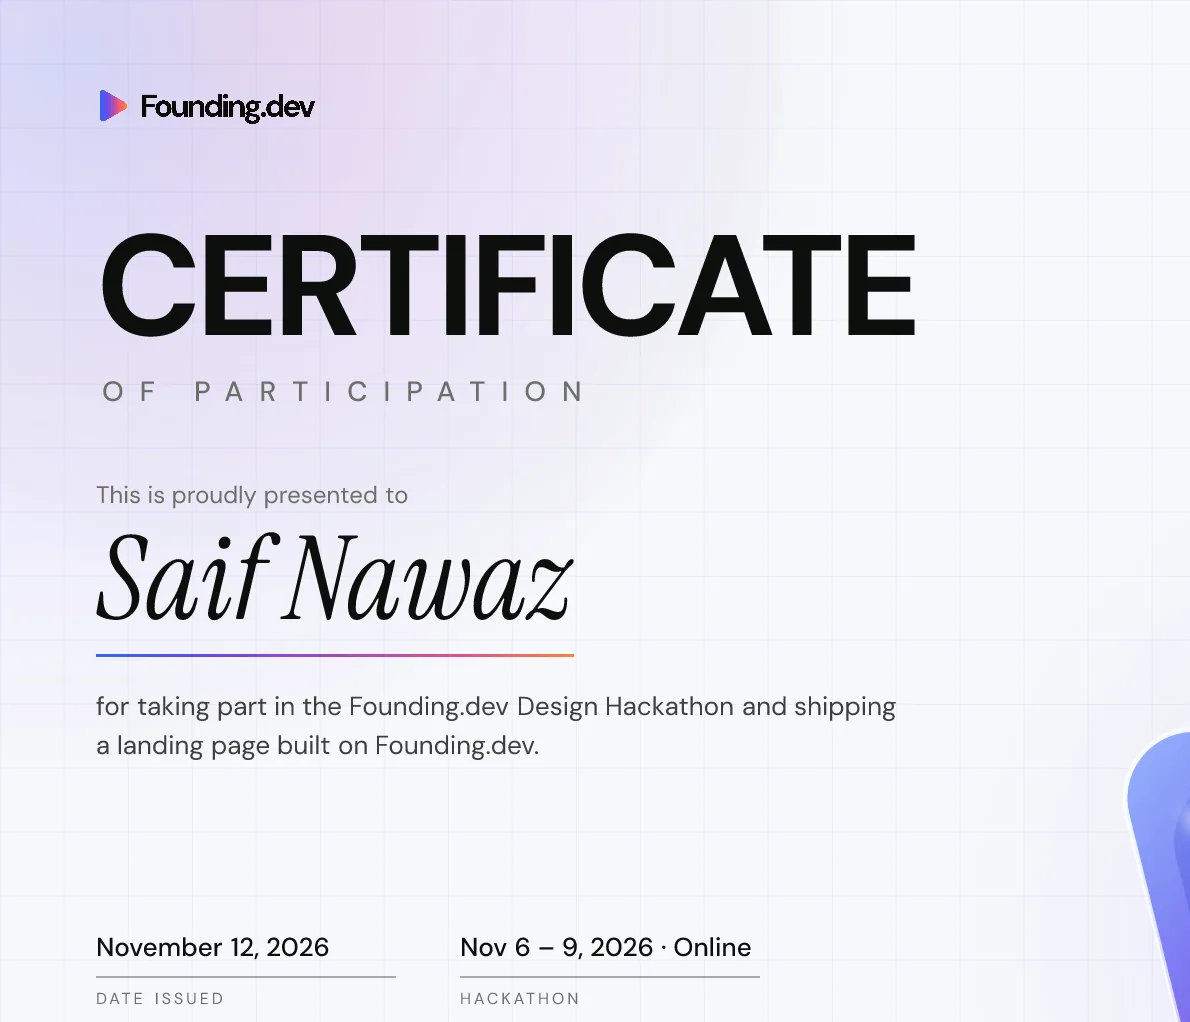 Founding.dev
CERTIFICATE
OF PARTICIPATION
This is proudly presented to
Saif Nawaz
for taking part in the Founding.dev Design Hackathon and shipping
a landing page built on Founding.dev.
November 12, 2026
DATE ISSUED
Nov 6 – 9, 2026 · Online
HACKATHON